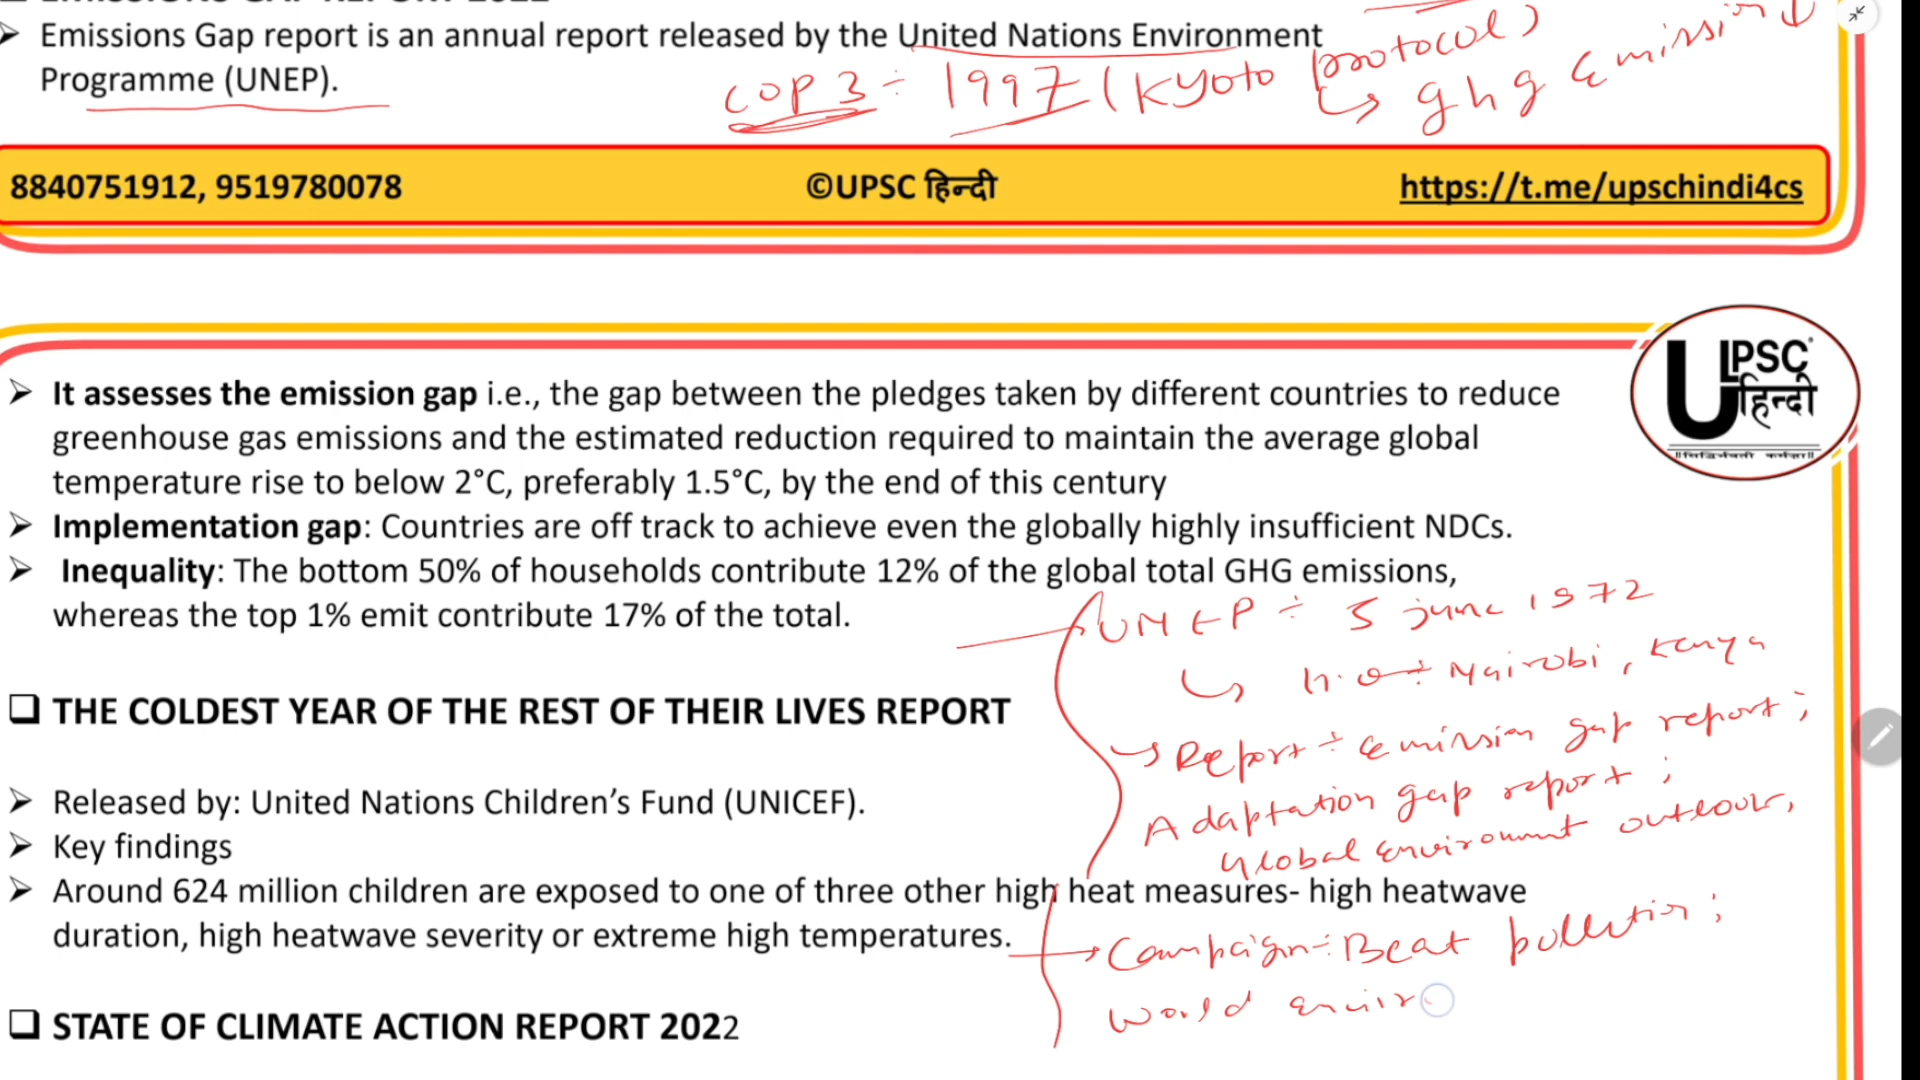 Emissions Gap report is an annual report released by the United Nations Environment
Programme (UNEP).
COP 3 ÷ 1997 (Kyoto protocol)
↳ ghg Emission ↓
8840751912, 9519780078 ©UPSC हिन्दी https://t.me/upschindi4cs
UPSC
हिन्दी
It assesses the emission gap i.e., the gap between the pledges taken by different countries to reduce
greenhouse gas emissions and the estimated reduction required to maintain the average global
temperature rise to below 2°C, preferably 1.5°C, by the end of this century
Implementation gap: Countries are off track to achieve even the globally highly insufficient NDCs.
Inequality: The bottom 50% of households contribute 12% of the global total GHG emissions,
whereas the top 1% emit contribute 17% of the total.
UNEP ÷ 5 june 1972
↳ h.o ÷ Nairobi, Kenya
→ Report ÷ Emission gap report;
Adaptation gap report;
Global Environment outlook,
→ Campaign ÷ Beat pollution;
World Enviro
THE COLDEST YEAR OF THE REST OF THEIR LIVES REPORT
Released by: United Nations Children’s Fund (UNICEF).
Key findings
Around 624 million children are exposed to one of three other high heat measures- high heatwave
duration, high heatwave severity or extreme high temperatures.
STATE OF CLIMATE ACTION REPORT 2022